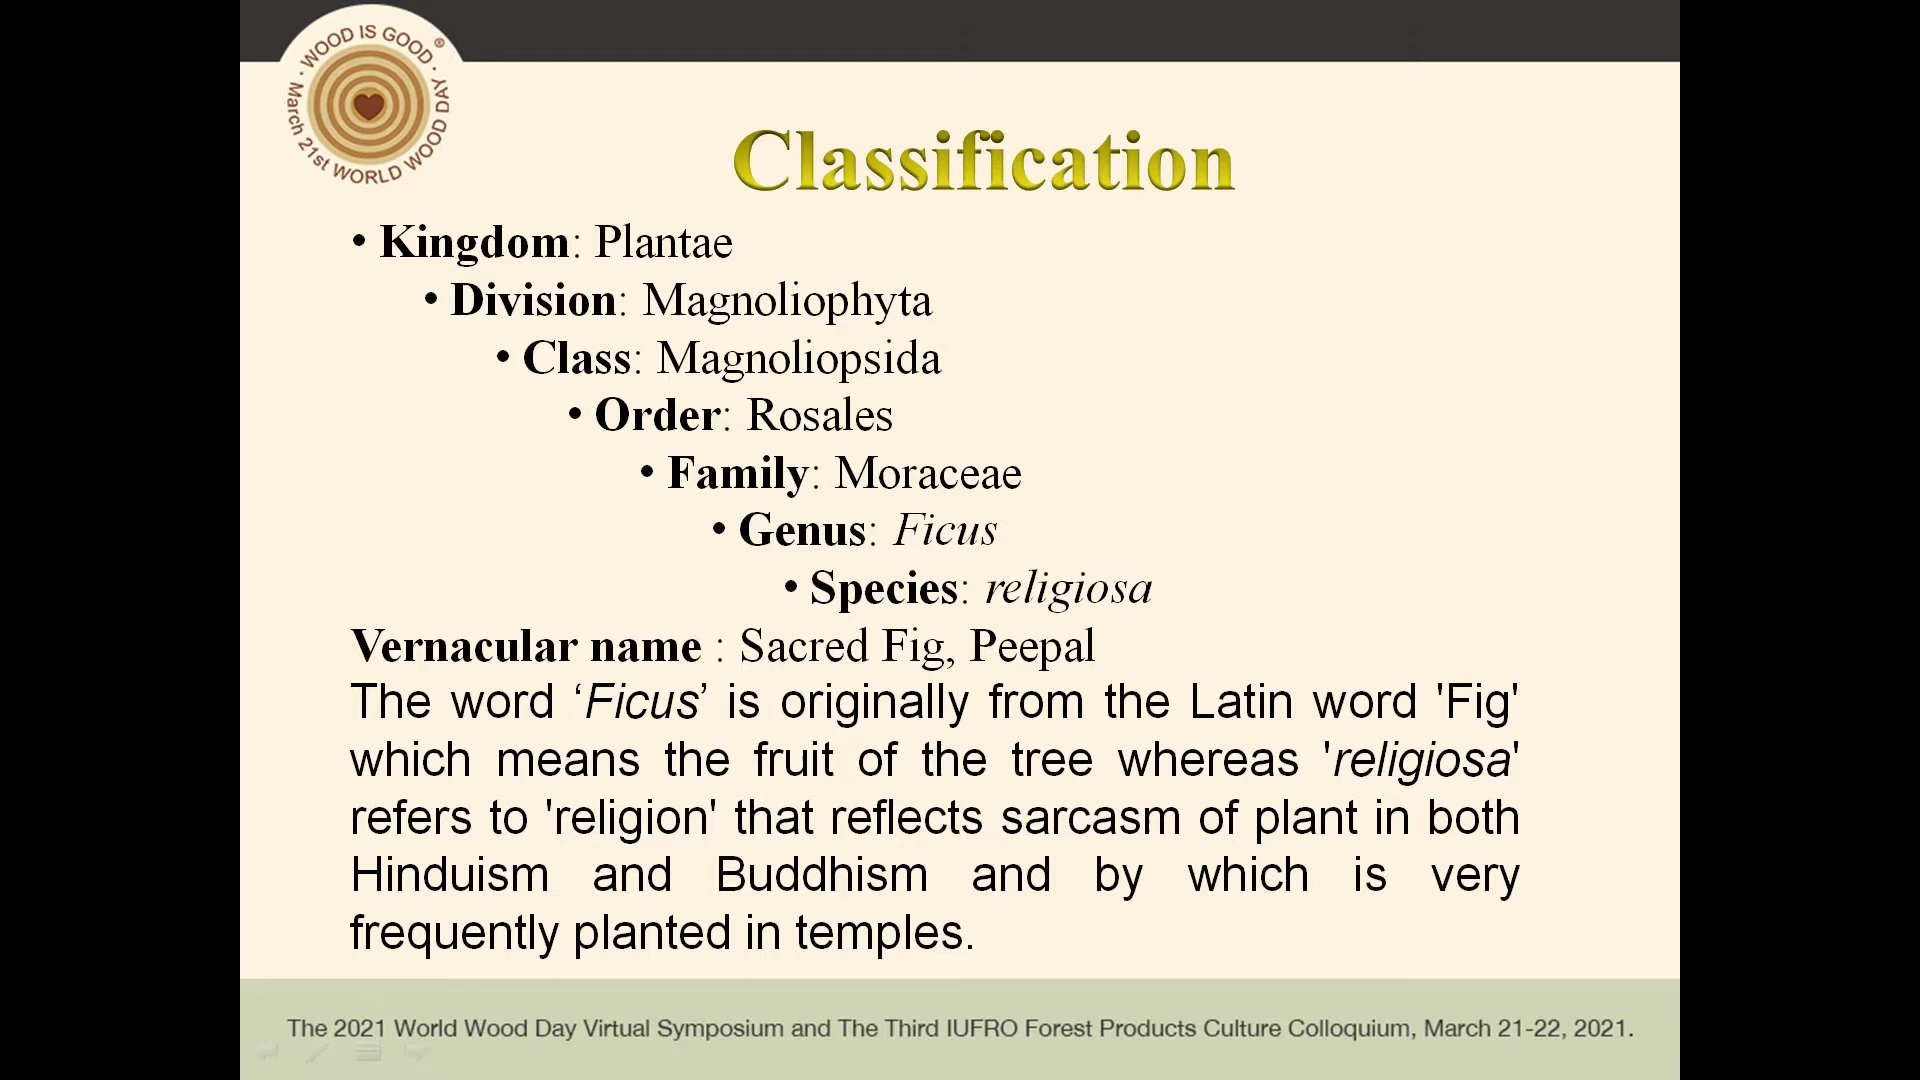 WOOD IS GOOD ®
March 21st WORLD WOOD DAY
Classification
• Kingdom: Plantae
• Division: Magnoliophyta
• Class: Magnoliopsida
• Order: Rosales
• Family: Moraceae
• Genus: Ficus
• Species: religiosa
Vernacular name : Sacred Fig, Peepal
The word ‘Ficus’ is originally from the Latin word 'Fig'
which means the fruit of the tree whereas 'religiosa'
refers to 'religion' that reflects sarcasm of plant in both
Hinduism and Buddhism and by which is very
frequently planted in temples.
The 2021 World Wood Day Virtual Symposium and The Third IUFRO Forest Products Culture Colloquium, March 21-22, 2021.